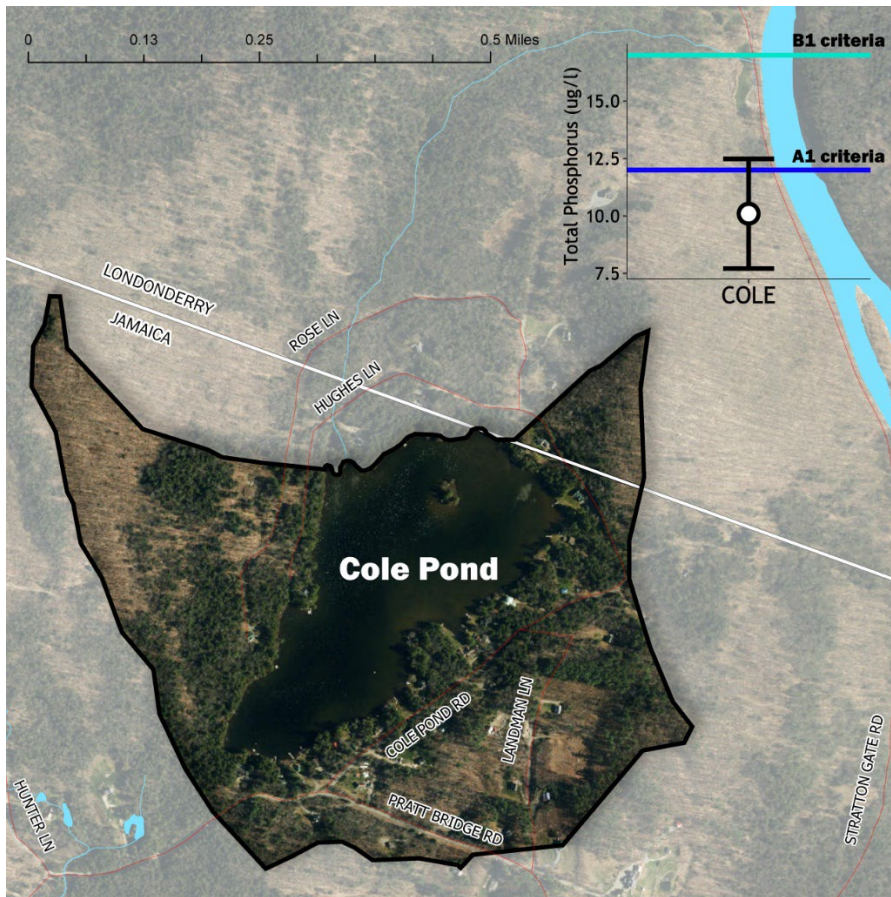 0
0.13
0.25
0.5 Miles
B1 criteria
Total Phosphorus (ug/l)
15.0
A1 criteria
12.5
10.0
7.5
COLE
LONDONDERRY
JAMAICA
ROSE LN
HUGHES LN
Cole Pond
COLE POND RD
LANDMAN LN
PRATT BRIDGE RD
HUNTER LN
STRATTON GATE RD